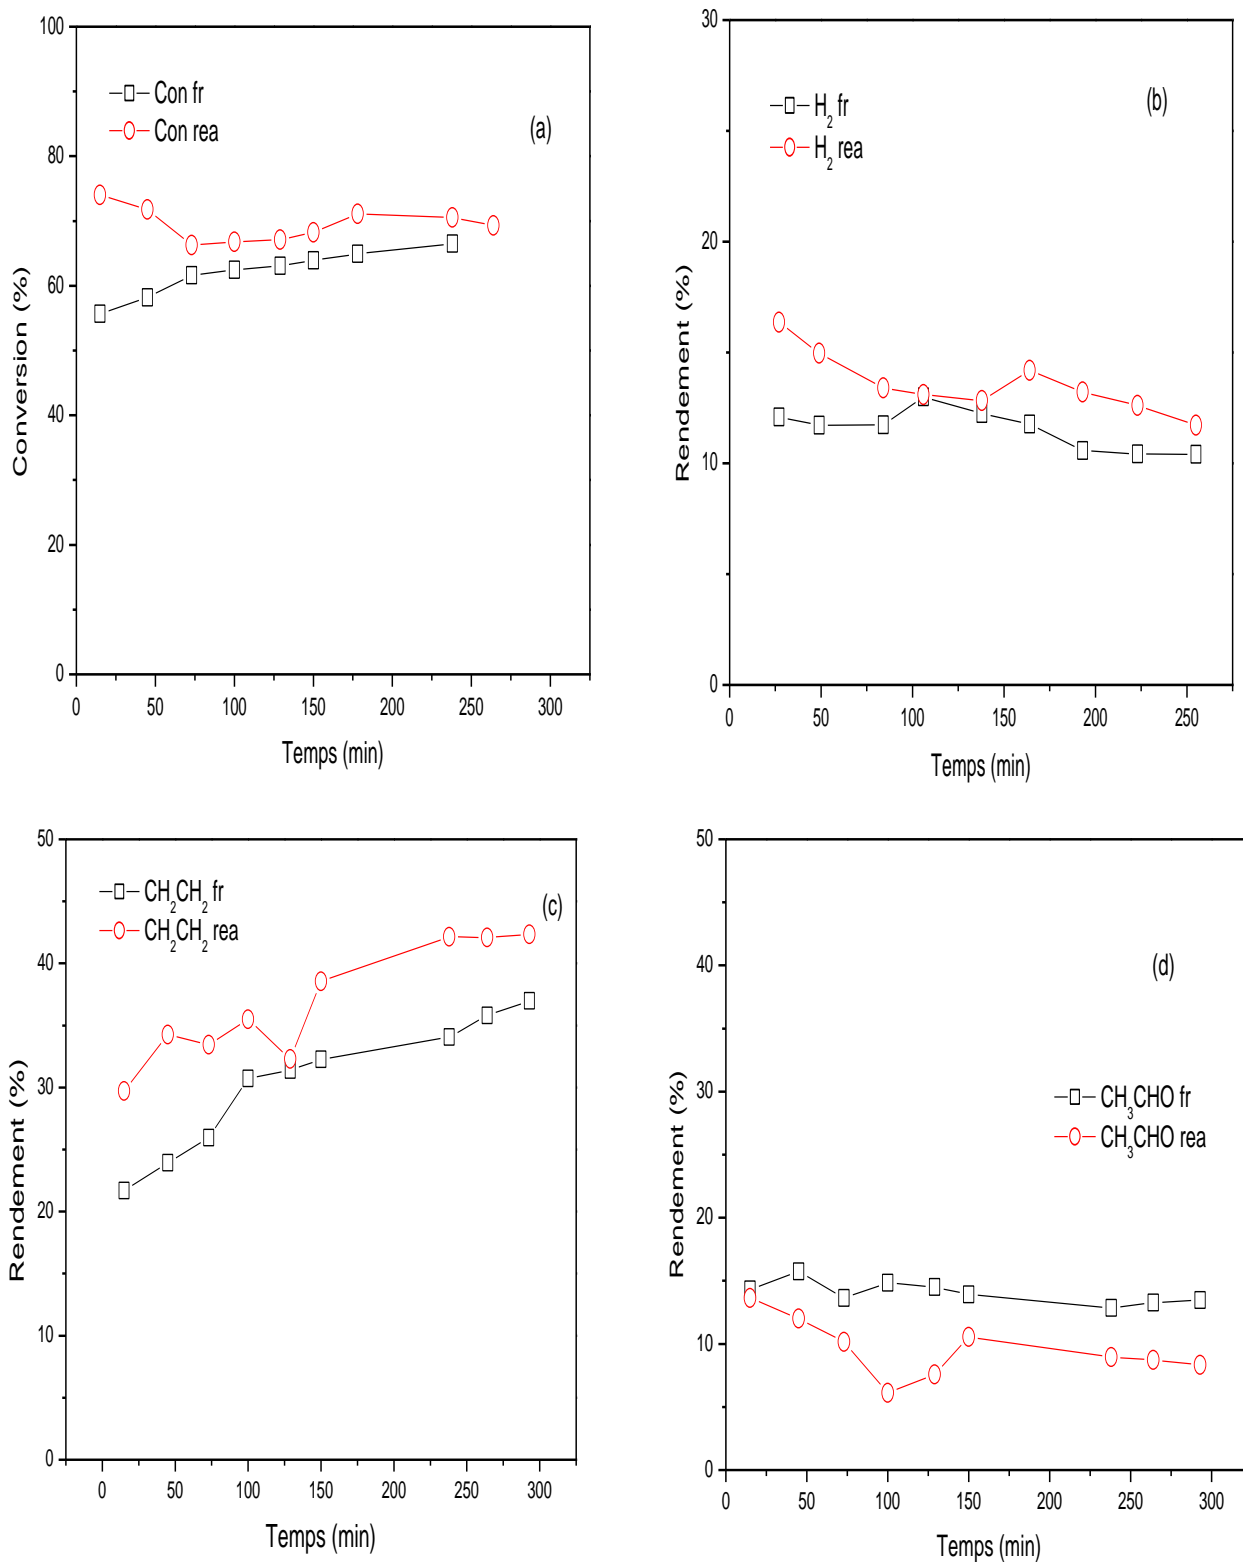 100
80
60
40
20
0
Conversion (%)
Con fr
Con rea
(a)
0 50 100 150 200 250 300
Temps (min)
30
20
10
0
Rendement (%)
H2 fr
H2 rea
(b)
0 50 100 150 200 250
Temps (min)
50
40
30
20
10
0
Rendement (%)
CH2CH2 fr
CH2CH2 rea
(c)
0 50 100 150 200 250 300
Temps (min)
50
40
30
20
10
0
Rendement (%)
(d)
CH3CHO fr
CH3CHO rea
0 50 100 150 200 250 300
Temps (min)